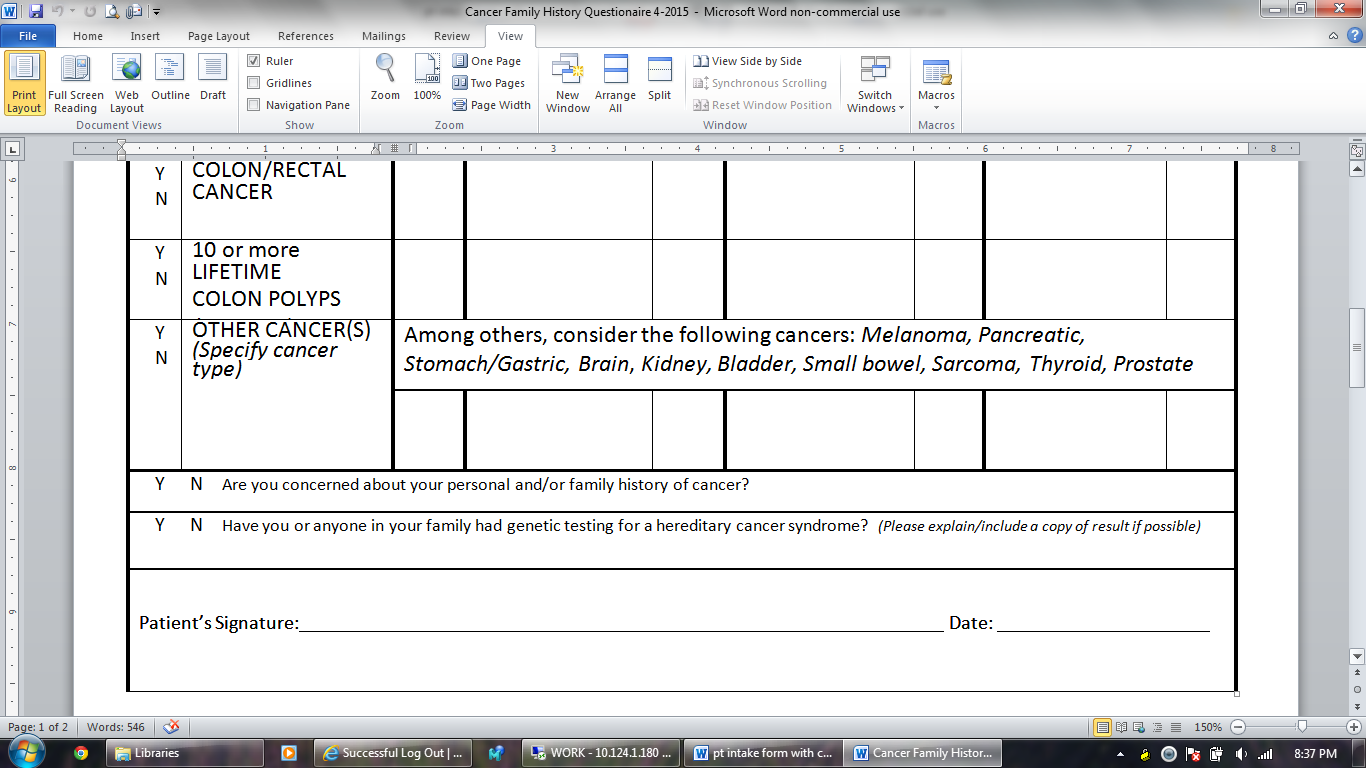 Cancer Family History Questionaire 4-2015 - Microsoft Word non-commercial use
File Home Insert Page Layout References Mailings Review View
Print Layout
Full Screen Reading
Web Layout
Outline
Draft
Document Views
Ruler
Gridlines
Navigation Pane
Show
Zoom
100%
One Page
Two Pages
Page Width
Zoom
New Window
Arrange All
Split
View Side by Side
Synchronous Scrolling
Reset Window Position
Window
Switch Windows
Macros
Macros
1 3 4 5 6 7 8
Y
N
COLON/RECTAL
CANCER
Y
N
10 or more
LIFETIME
COLON POLYPS
Y
N
OTHER CANCER(S)
(Specify cancer
type)
Among others, consider the following cancers: Melanoma, Pancreatic,
Stomach/Gastric, Brain, Kidney, Bladder, Small bowel, Sarcoma, Thyroid, Prostate
Y N Are you concerned about your personal and/or family history of cancer?
Y N Have you or anyone in your family had genetic testing for a hereditary cancer syndrome? (Please explain/include a copy of result if possible)
Patient's Signature: Date:
Page: 1 of 2 Words: 546 150%
Libraries
Successful Log Out | ...
WORK - 10.124.1.180 ...
pt intake form with c...
Cancer Family Histor...
8:37 PM